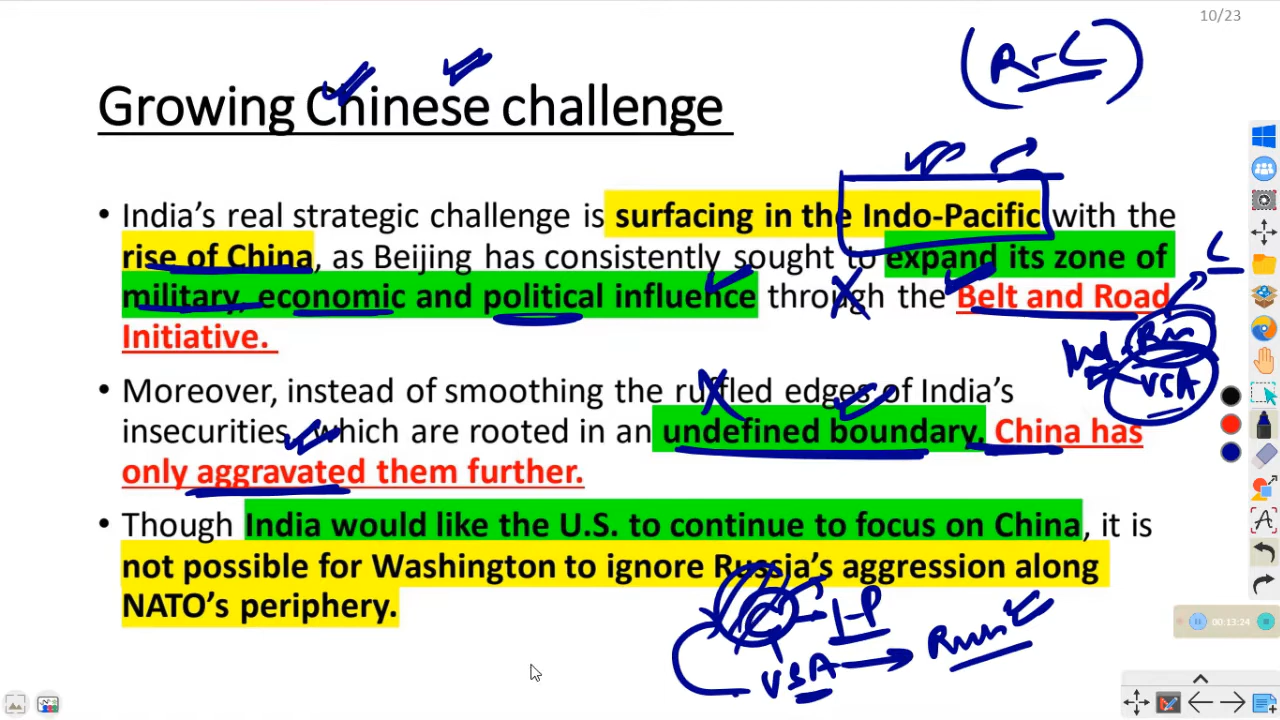 10/23
(R-C)
Growing Chinese challenge
• India’s real strategic challenge is surfacing in the Indo-Pacific with the
rise of China, as Beijing has consistently sought to expand its zone of
military, economic and political influence through the Belt and Road
Initiative.
C
Ind
USA
• Moreover, instead of smoothing the ruffled edges of India’s
insecurities, which are rooted in an undefined boundary. China has
only aggravated them further.
• Though India would like the U.S. to continue to focus on China, it is
not possible for Washington to ignore Russia’s aggression along
NATO’s periphery.
I-P
USA
00:13:24